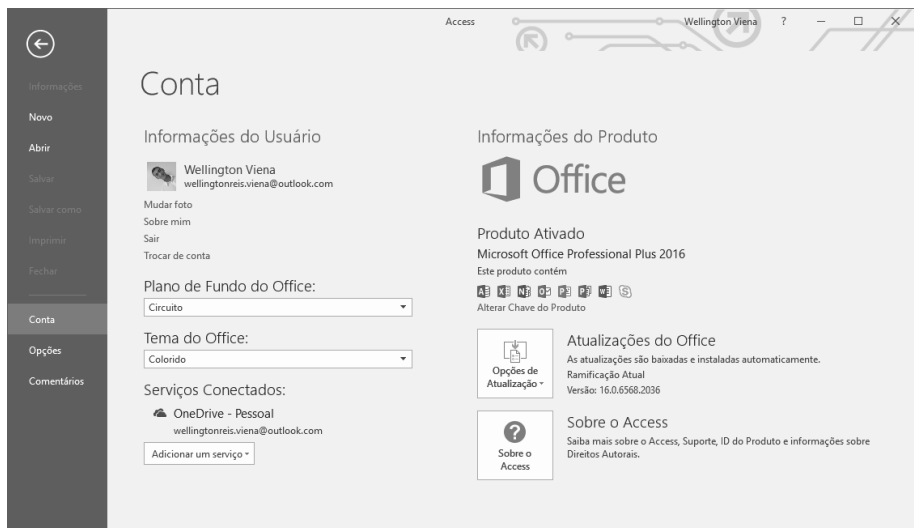 Access
Wellington Viena
?
Informações
Novo
Abrir
Salvar
Salvar como
Imprimir
Fechar
Conta
Opções
Comentários
Conta
Informações do Usuário
Wellington Viena
wellingtonreis.viena@outlook.com
Mudar foto
Sobre mim
Sair
Trocar de conta
Plano de Fundo do Office:
Circuito
Tema do Office:
Colorido
Serviços Conectados:
OneDrive - Pessoal
wellingtonreis.viena@outlook.com
Adicionar um serviço
Informações do Produto
Office
Produto Ativado
Microsoft Office Professional Plus 2016
Este produto contém
Alterar Chave do Produto
Opções de
Atualização
Atualizações do Office
As atualizações são baixadas e instaladas automaticamente.
Ramificação Atual
Versão: 16.0.6568.2036
?
Sobre o
Access
Sobre o Access
Saiba mais sobre o Access, Suporte, ID do Produto e informações sobre
Direitos Autorais.